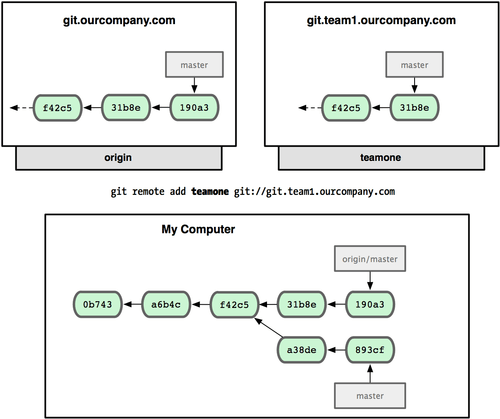 git.ourcompany.com
git.team1.ourcompany.com
master
master
f42c5 31b8e 190a3
f42c5 31b8e
origin
teamone
git remote add teamone git://git.team1.ourcompany.com
My Computer
origin/master
0b743 a6b4c f42c5 31b8e 190a3
a38de 893cf
master